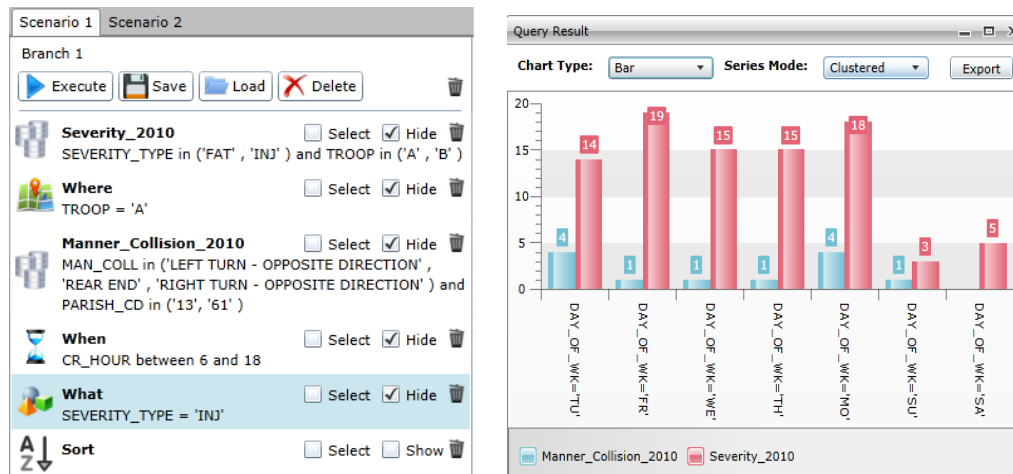 Scenario 1 Scenario 2
Branch 1
Execute Save Load Delete
Severity_2010 Select Hide
SEVERITY_TYPE in ('FAT' , 'INJ' ) and TROOP in ('A' , 'B' )
Where Select Hide
TROOP = 'A'
Manner_Collision_2010 Select Hide
MAN_COLL in ('LEFT TURN - OPPOSITE DIRECTION' ,
'REAR END' , 'RIGHT TURN - OPPOSITE DIRECTION' ) and
PARISH_CD in ('13', '61' )
When Select Hide
CR_HOUR between 6 and 18
What Select Hide
SEVERITY_TYPE = 'INJ'
A
Z
Sort Select Show
Query Result
Chart Type: Bar Series Mode: Clustered Export
20
15
10
5
0
4 14
1 19
1 15
1 15
4 18
1 3
5
DAY_OF_WK='TU'
DAY_OF_WK='FR'
DAY_OF_WK='WE'
DAY_OF_WK='TH'
DAY_OF_WK='MO'
DAY_OF_WK='SU'
DAY_OF_WK='SA'
Manner_Collision_2010 Severity_2010